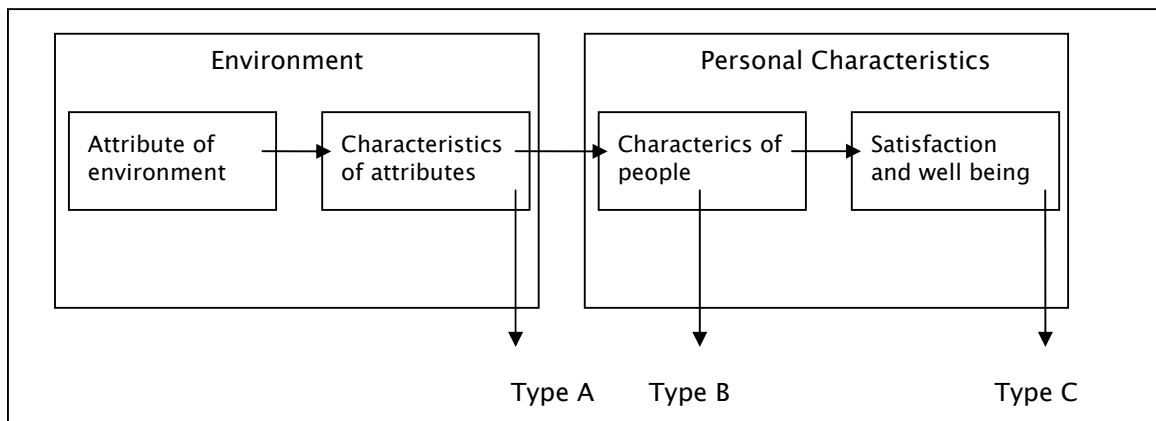 Environment
Personal Characteristics
Attribute of
environment
Characteristics
of attributes
Characterics of
people
Satisfaction
and well being
Type A
Type B
Type C